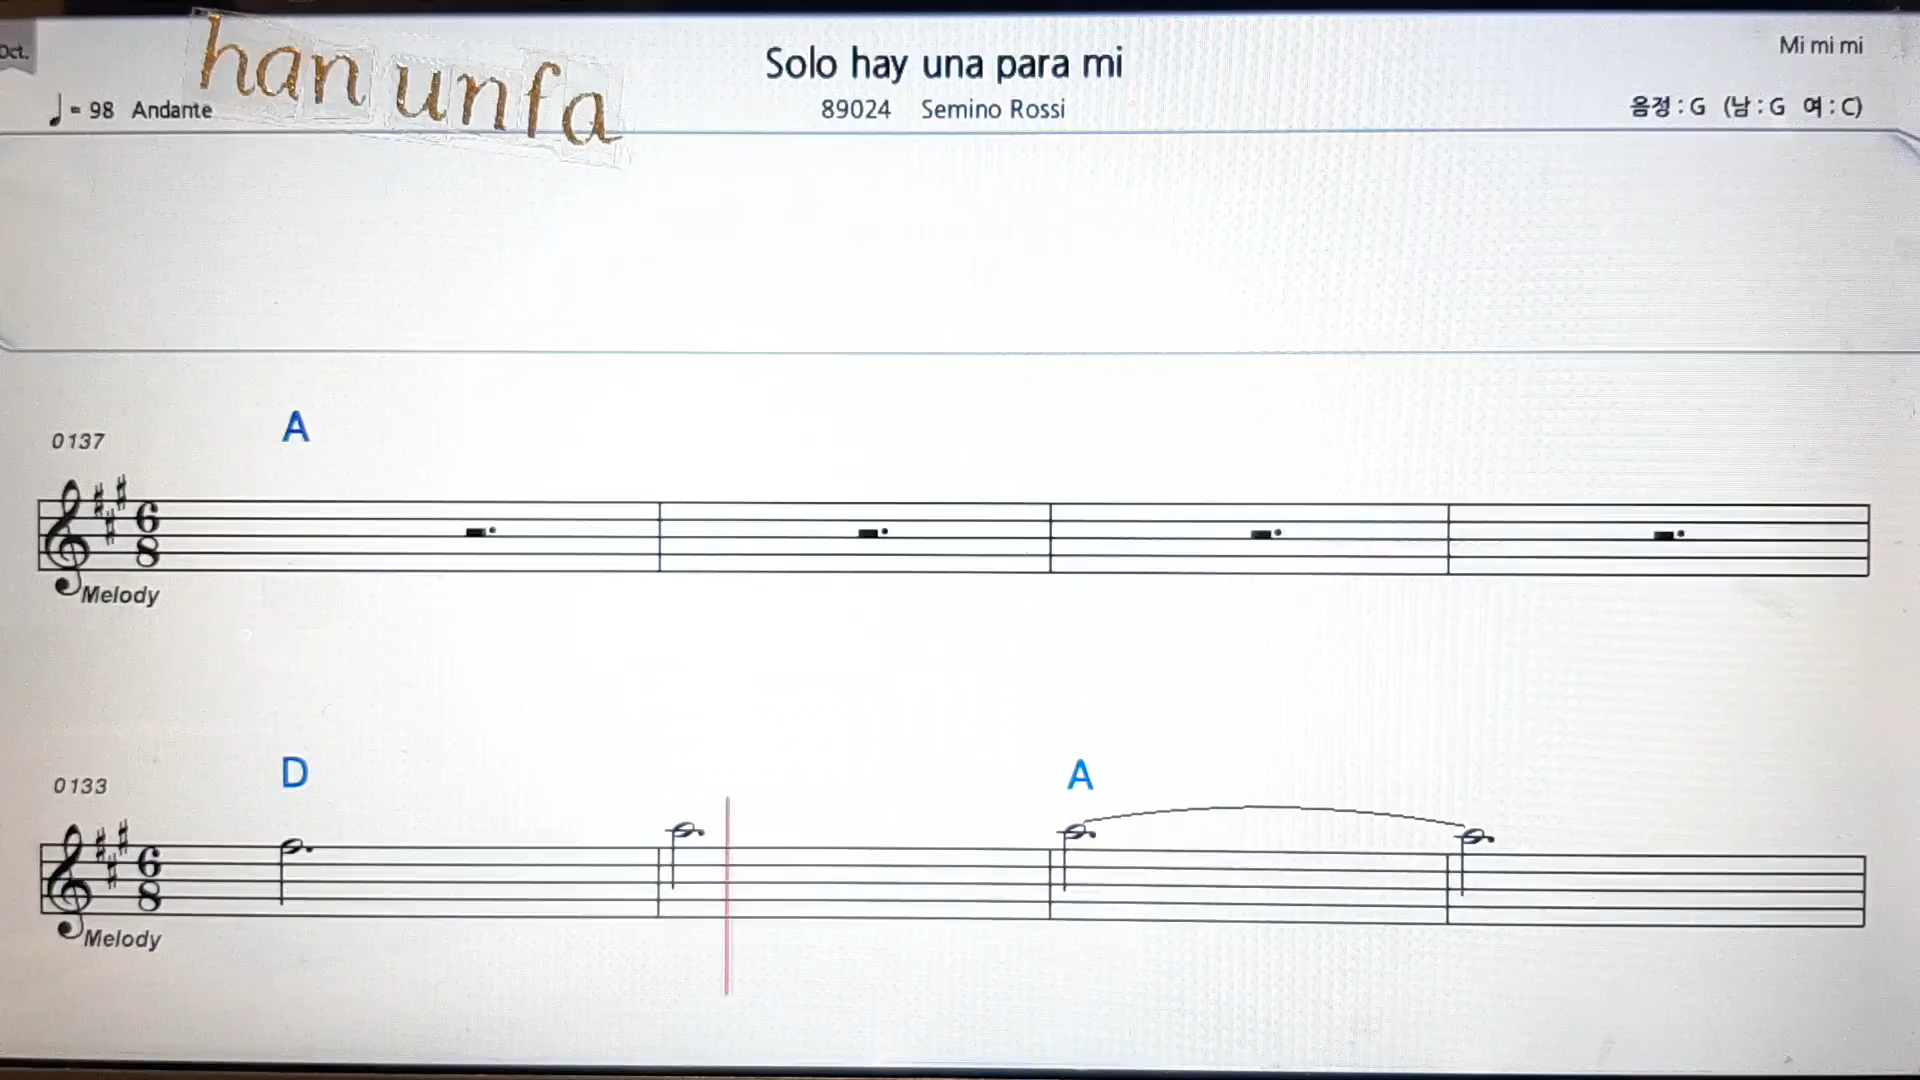 Oct.
han unfa
Solo hay una para mi
Mi mi mi
♩= 98 Andante
89024 Semino Rossi
음정 : G (남 : G 여 : C)
0137
A
6
8
Melody
0133
D
A
6
8
Melody